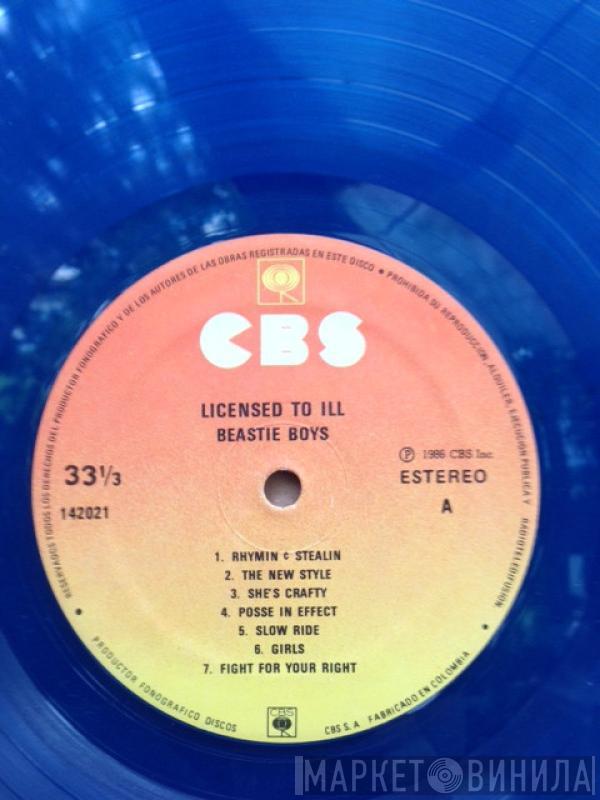 RESERVADOS TODOS LOS DERECHOS DEL PRODUCTOR FONOGRAFICO Y DE LOS AUTORES DE LAS OBRAS REGISTRADAS EN ESTE DISCO • PROHIBIDA SU REPRODUCCION, ALQUILER, EJECUCION PUBLICA Y RADIOTELEDIFUSION.
CBS
LICENSED TO ILL
BEASTIE BOYS
33 1/3
Ⓟ 1986 CBS Inc.
ESTEREO
142021
A
1. RHYMIN & STEALIN
2. THE NEW STYLE
3. SHE'S CRAFTY
4. POSSE IN EFFECT
5. SLOW RIDE
6. GIRLS
7. FIGHT FOR YOUR RIGHT
• PRODUCTOR FONOGRAFICO DISCOS
CBS
CBS S. A. FABRICADO EN COLOMBIA •
МАРКЕТ ВИНИЛА